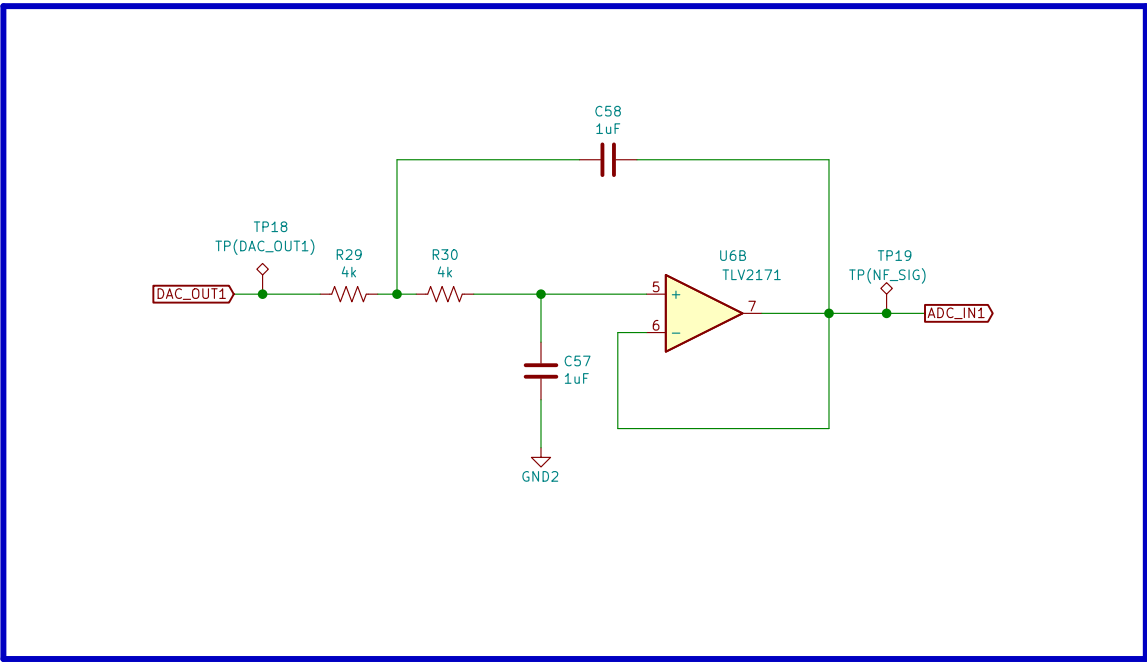 C58
1uF
TP18
TP(DAC_OUT1)
R29
4k
R30
4k
U6B
TLV2171
TP19
TP(NF_SIG)
DAC_OUT1
5
+
7
ADC_IN1
6
−
C57
1uF
GND2